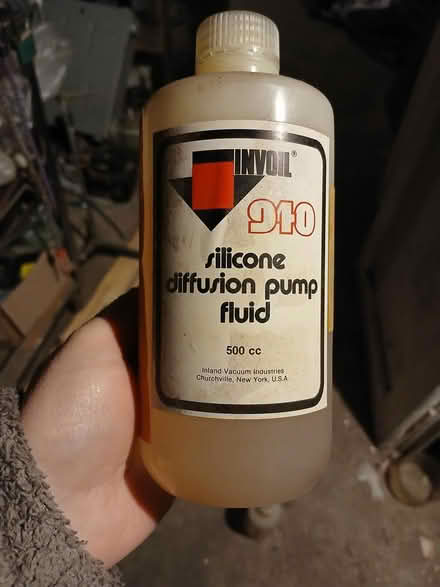 INVOIL®
940
silicone
diffusion pump
fluid
500 cc
Inland Vacuum Industries
Churchville, New York, U.S.A